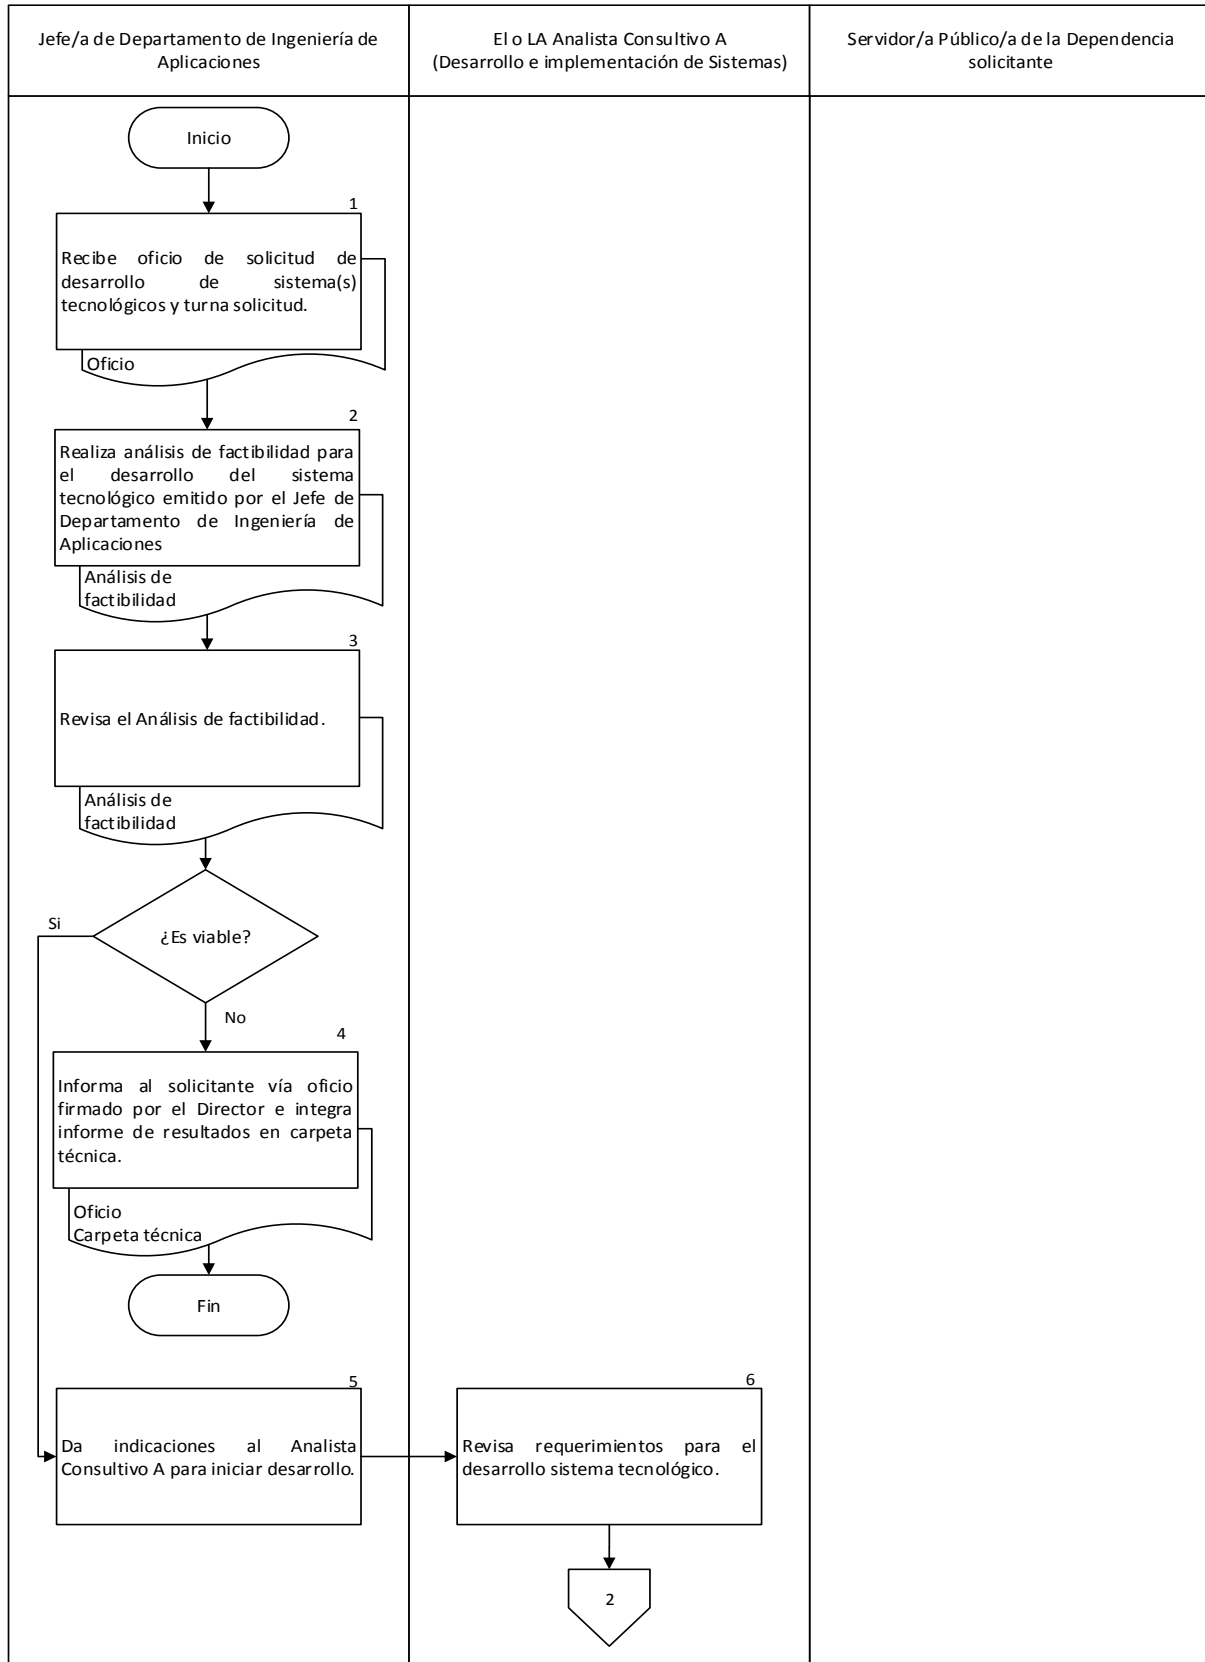 Jefe/a de Departamento de Ingeniería de
Aplicaciones
El o LA Analista Consultivo A
(Desarrollo e implementación de Sistemas)
Servidor/a Público/a de la Dependencia
solicitante
Inicio
1
Recibe oficio de solicitud de
desarrollo de sistema(s)
tecnológicos y turna solicitud.
Oficio
2
Realiza análisis de factibilidad para
el desarrollo del sistema
tecnológico emitido por el Jefe de
Departamento de Ingeniería de
Aplicaciones
Análisis de
factibilidad
3
Revisa el Análisis de factibilidad.
Análisis de
factibilidad
¿Es viable?
Si
No
4
Informa al solicitante vía oficio
firmado por el Director e integra
informe de resultados en carpeta
técnica.
Oficio
Carpeta técnica
Fin
5
Da indicaciones al Analista
Consultivo A para iniciar desarrollo.
6
Revisa requerimientos para el
desarrollo sistema tecnológico.
2